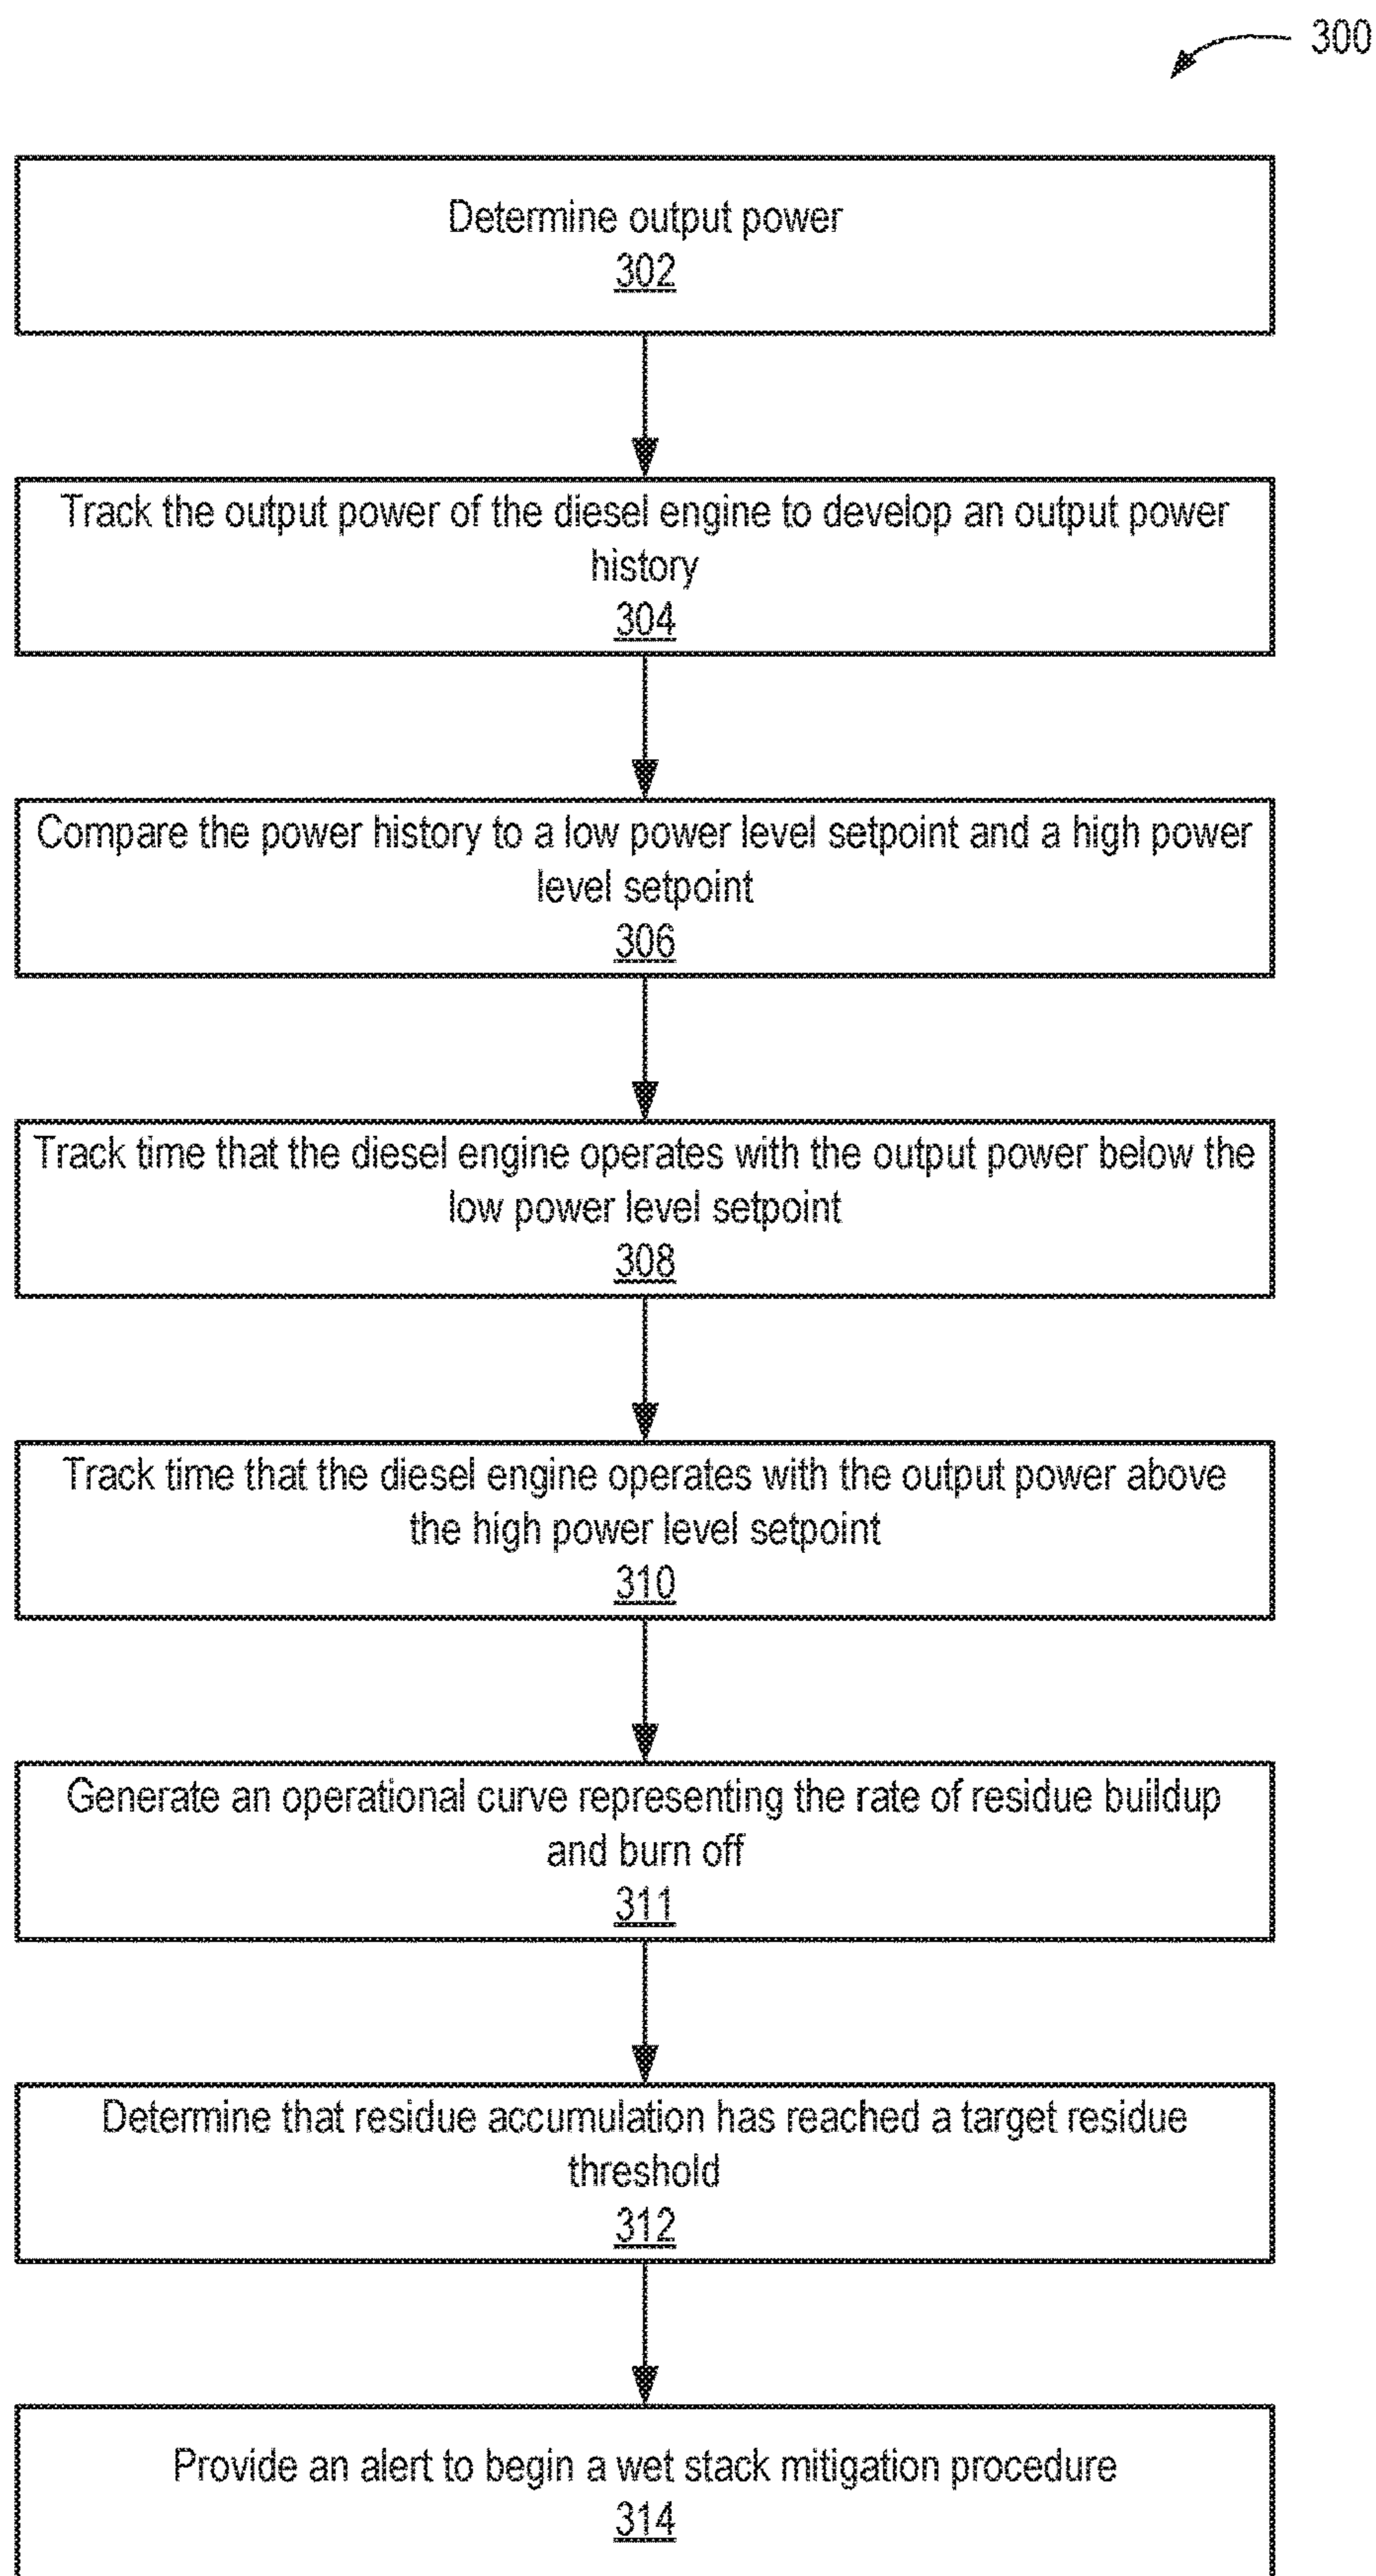 300
Determine output power
302
Track the output power of the diesel engine to develop an output power
history
304
Compare the power history to a low power level setpoint and a high power
level setpoint
306
Track time that the diesel engine operates with the output power below the
low power level setpoint
308
Track time that the diesel engine operates with the output power above
the high power level setpoint
310
Generate an operational curve representing the rate of residue buildup
and burn off
311
Determine that residue accumulation has reached a target residue
threshold
312
Provide an alert to begin a wet stack mitigation procedure
314